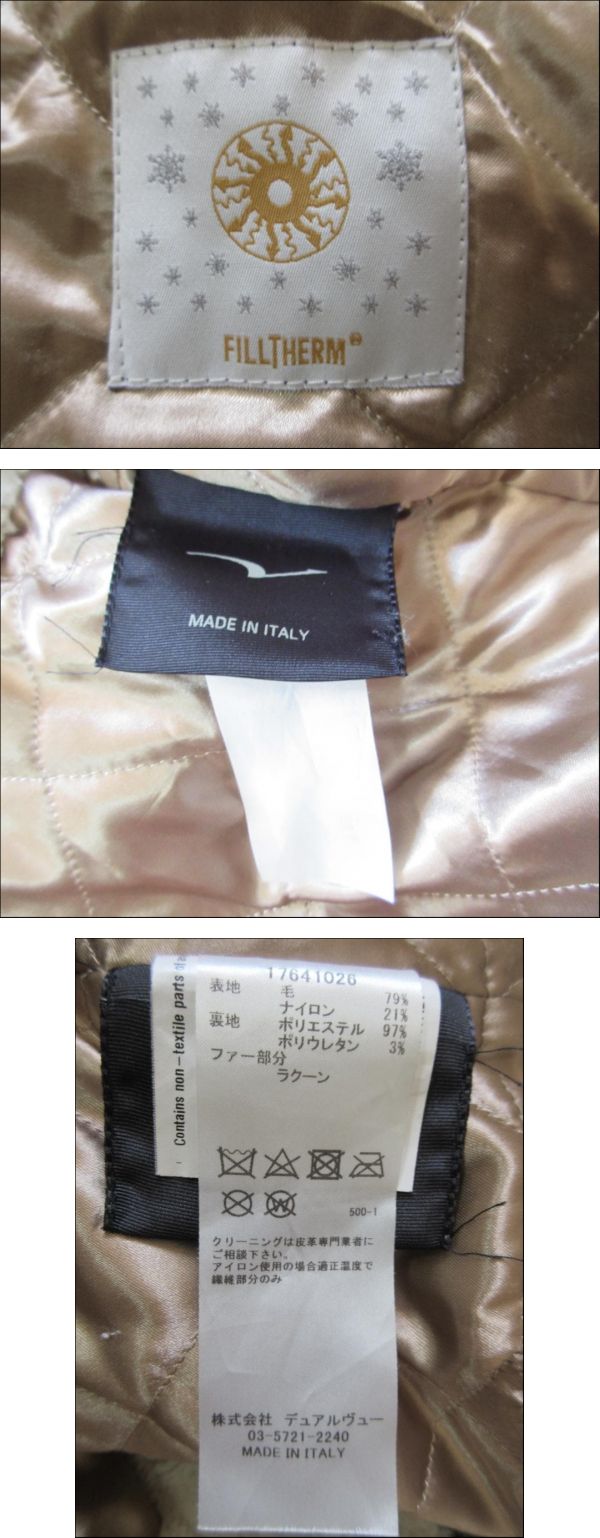 FILLTHERM®
MADE IN ITALY
Contains non-textile parts of
17641026
表地 毛 79%
ナイロン 21%
裏地 ポリエステル 97%
ポリウレタン 3%
ファー部分
ラクーン
W
500-1
クリーニングは皮革専門業者に
ご相談下さい。
アイロン使用の場合適正温度で
繊維部分のみ
株式会社 デュアルヴュー
03-5721-2240
MADE IN ITALY